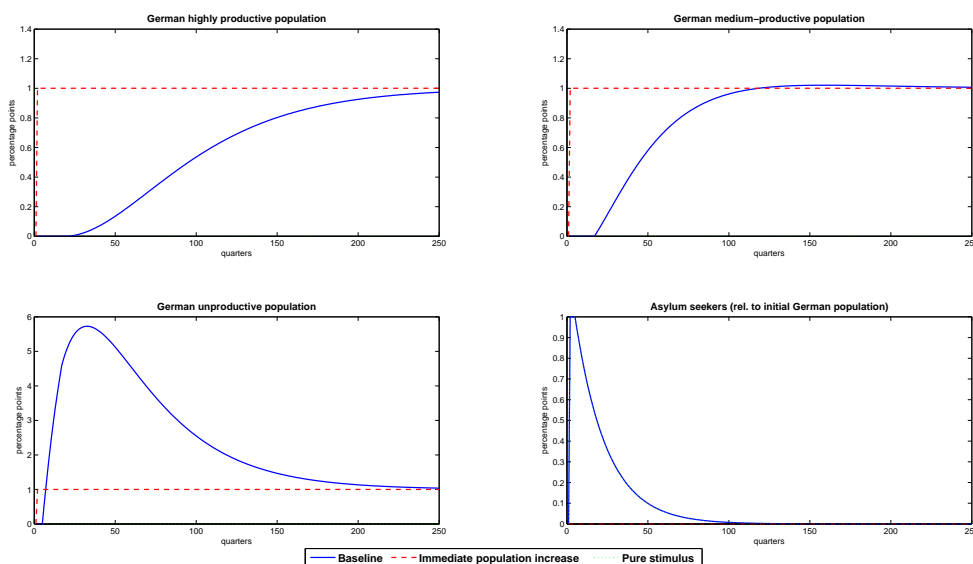 German highly productive population
1.4
1.2
1
0.8
0.6
0.4
0.2
0
percentage points
0 50 100 150 200 250
quarters
German medium−productive population
1.4
1.2
1
0.8
0.6
0.4
0.2
0
percentage points
0 50 100 150 200 250
quarters
German unproductive population
6
5
4
3
2
1
0
percentage points
0 50 100 150 200 250
quarters
Asylum seekers (rel. to initial German population)
1
0.9
0.8
0.7
0.6
0.5
0.4
0.3
0.2
0.1
0
percentage points
0 50 100 150 200 250
quarters
Baseline Immediate population increase Pure stimulus